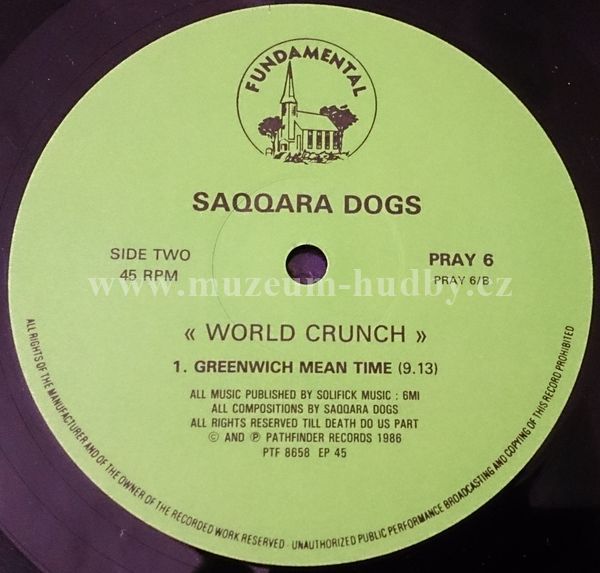 FUNDAMENTAL
SAQQARA DOGS
SIDE TWO
45 RPM
PRAY 6
PRAY 6/B
www.muzeum-hudby.cz
« WORLD CRUNCH »
1. GREENWICH MEAN TIME (9.13)
ALL MUSIC PUBLISHED BY SOLIFICK MUSIC : 6MI
ALL COMPOSITIONS BY SAQQARA DOGS
ALL RIGHTS RESERVED TILL DEATH DO US PART
© AND ℗ PATHFINDER RECORDS 1986
PTF 8658 EP 45
ALL RIGHTS OF THE MANUFACTURER AND OF THE OWNER OF THE RECORDED WORK RESERVED · UNAUTHORIZED PUBLIC PERFORMANCE BROADCASTING AND COPYING OF THIS RECORD PROHIBITED